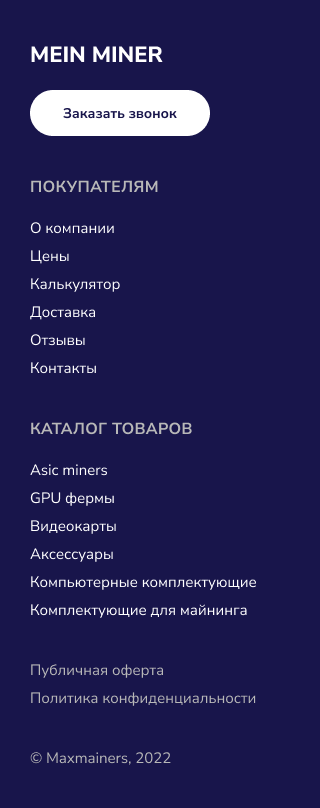 MEIN MINER
Заказать звонок
ПОКУПАТЕЛЯМ
О компании
Цены
Калькулятор
Доставка
Отзывы
Контакты
КАТАЛОГ ТОВАРОВ
Asic miners
GPU фермы
Видеокарты
Аксессуары
Компьютерные комплектующие
Комплектующие для майнинга
Публичная оферта
Политика конфиденциальности
© Maxmainers, 2022